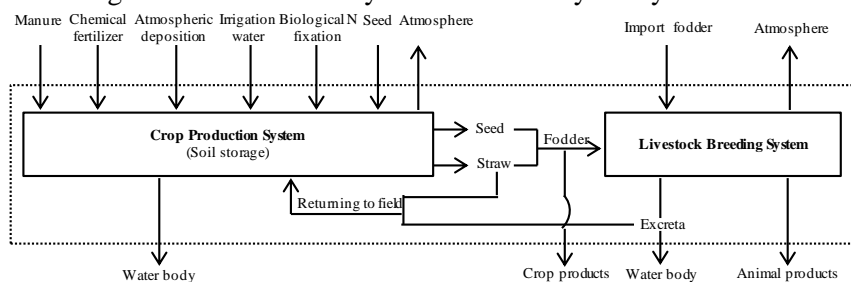 Manure Chemical fertilizer Atmospheric deposition Irrigation water Biological N fixation Seed Atmosphere
Import fodder
Atmosphere
Crop Production System
(Soil storage)
Seed
Straw
Fodder
Livestock Breeding System
Returning to field
Excreta
Water body
Crop products
Water body
Animal products